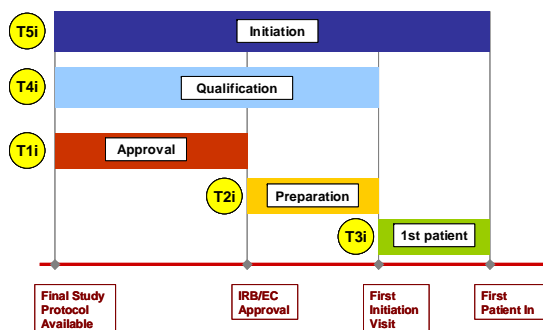 T5i
Initiation
T4i
Qualification
T1i
Approval
T2i
Preparation
T3i
1st patient
Final Study
Protocol
Available
IRB/EC
Approval
First
Initiation
Visit
First
Patient In